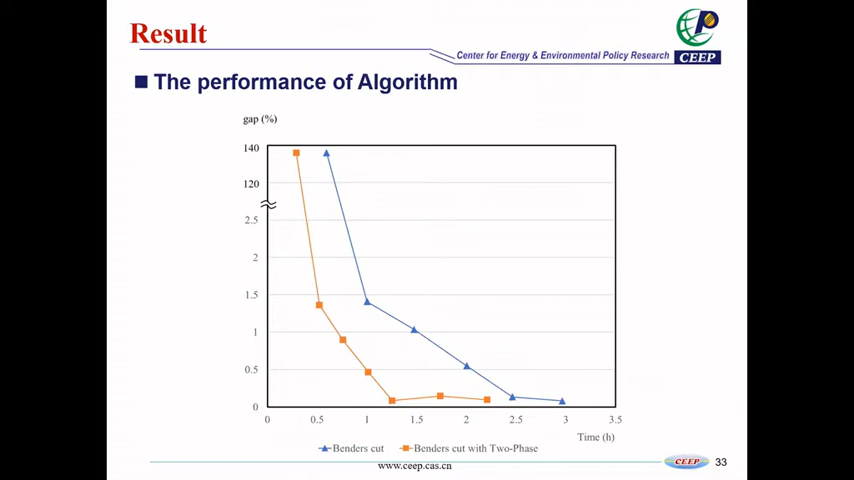 Result
Center for Energy & Environmental Policy Research
CEEP
■ The performance of Algorithm
gap (%)
140
120
2.5
2
1.5
1
0.5
0
0 0.5 1 1.5 2 2.5 3 3.5
Time (h)
Benders cut Benders cut with Two-Phase
www.ceep.cas.cn
CEEP
33